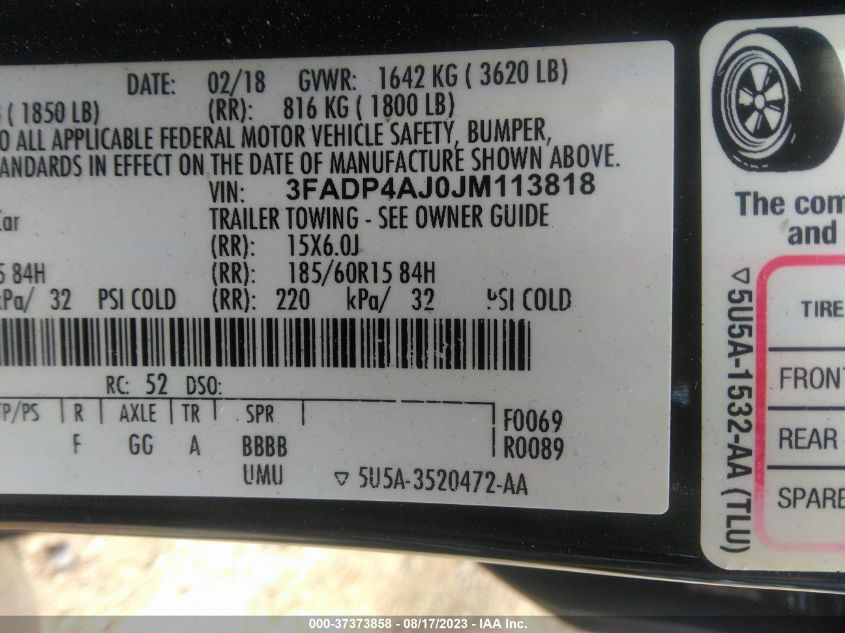 DATE: 02/18 GVWR: 1642 KG ( 3620 LB)
( 1850 LB) (RR): 816 KG ( 1800 LB)
O ALL APPLICABLE FEDERAL MOTOR VEHICLE SAFETY, BUMPER,
ANDARDS IN EFFECT ON THE DATE OF MANUFACTURE SHOWN ABOVE.
VIN: 3FADP4AJ0JM113818
Car TRAILER TOWING - SEE OWNER GUIDE
(RR): 15X6.0J
5 84H (RR): 185/60R15 84H
kPa/ 32 PSI COLD (RR): 220 kPa/ 32 PSI COLD
RC: 52 DSO:
TP/PS R AXLE TR SPR F0069
F GG A BBBB R0089
UMU ▽ 5U5A-3520472-AA
The com
and
▽5U5A-1532-AA (TLU)
TIRE
FRONT
REAR
SPARE
000-37373858 - 08/17/2023 - IAA Inc.